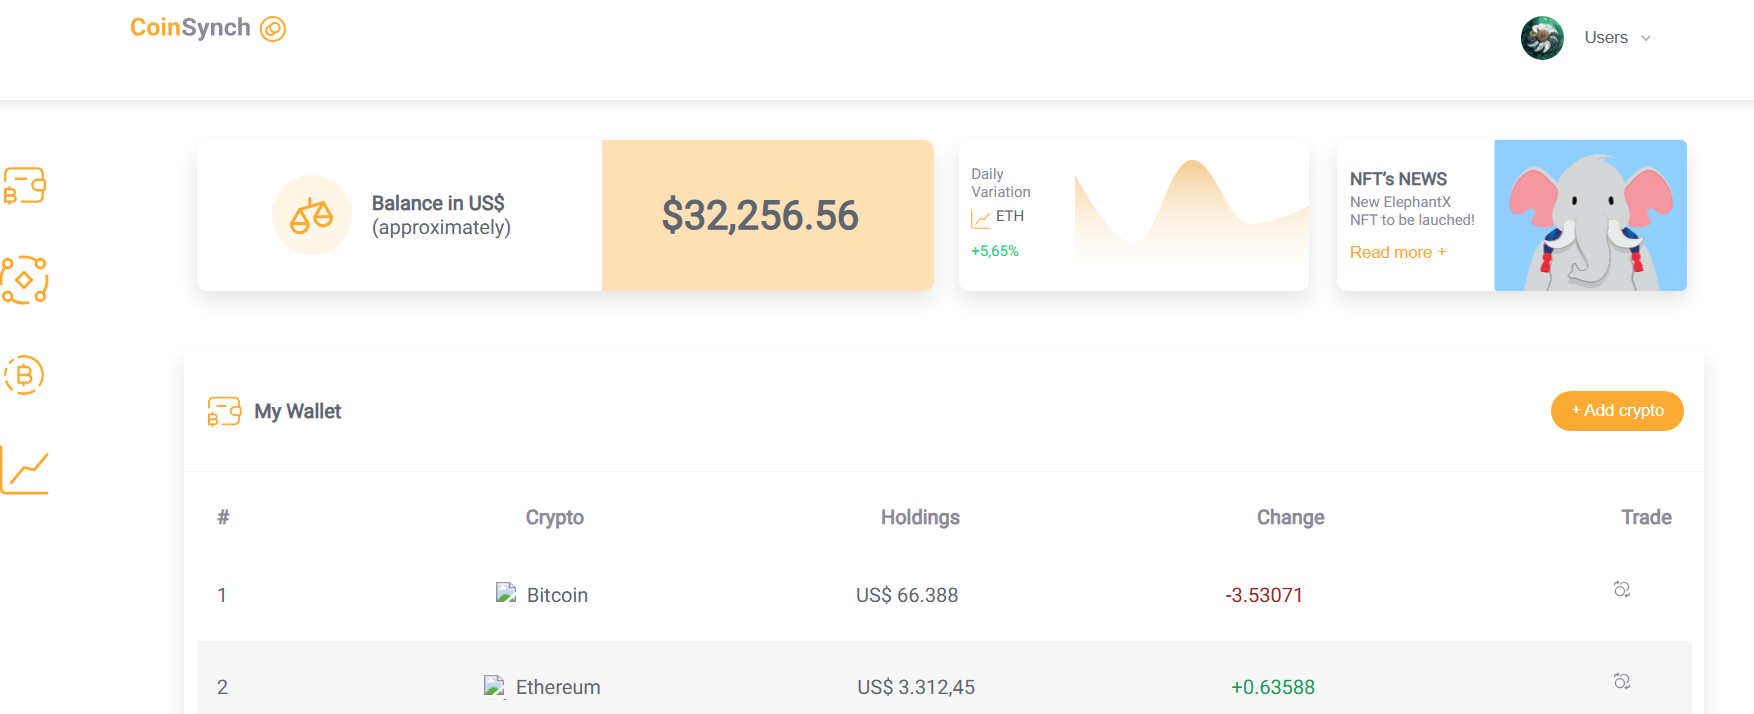 CoinSynch
Users
Balance in US$
(approximately)
$32,256.56
Daily
Variation
ETH
+5,65%
NFT's NEWS
New ElephantX
NFT to be lauched!
Read more +
My Wallet
+ Add crypto
# Crypto Holdings Change Trade
1 Bitcoin US$ 66.388 -3.53071
2 Ethereum US$ 3.312,45 +0.63588